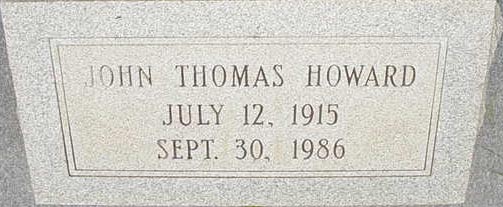 JOHN THOMAS HOWARD
JULY 12, 1915
SEPT. 30, 1986